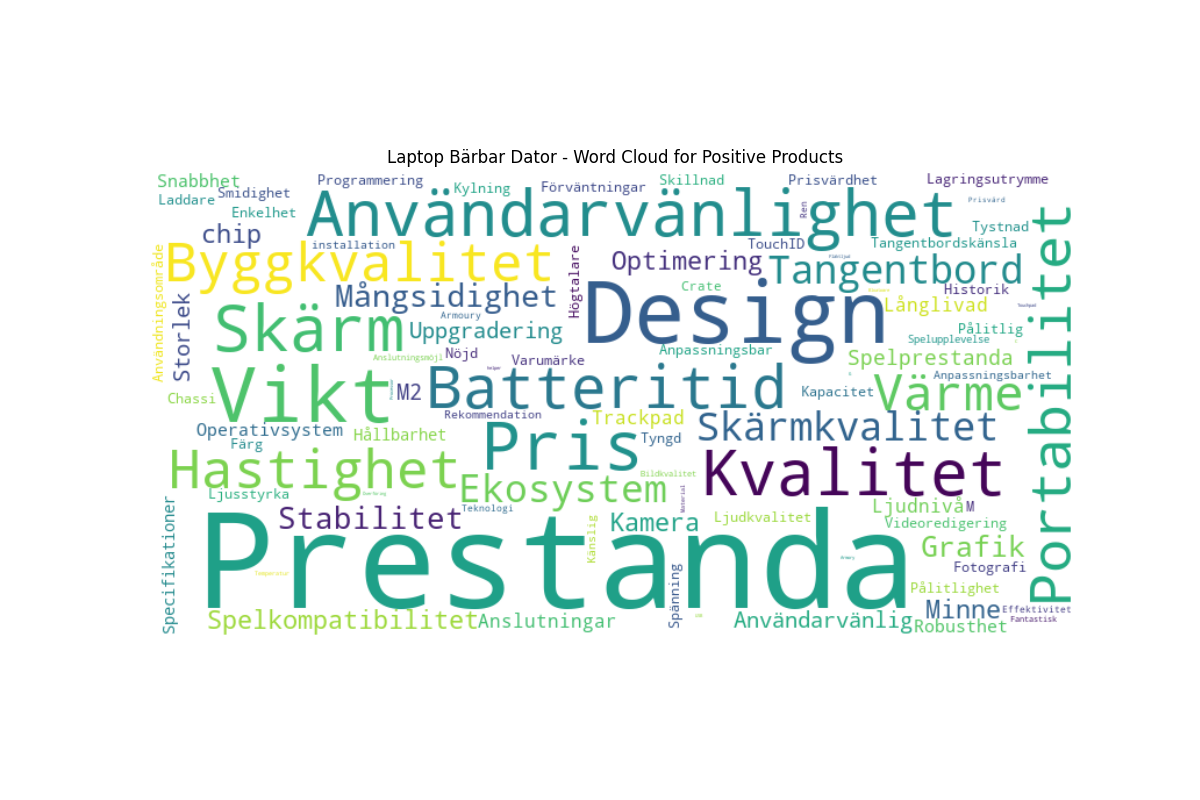 Laptop Bärbar Dator - Word Cloud for Positive Products
Snabbhet
Programmering
Kylning
Förväntningar
Skillnad
Prisvärdhet
Lagringsutrymme
Laddare
Smidighet
Enkelhet
Användarvänlighet
Ren
Prisvärd
Tystnad
chip
installation
TouchID
Tangentbordskänsla
Användningsområde
Byggkvalitet
Högtalare
Optimering
Tangentbord
Portabilitet
Storlek
Mångsidighet
Design
Crate
Historik
Långlivad
Touchpad
Skärm
Armoury
Uppgradering
Pålitlig
Spelupplevelse
Anslutningsmöjl
Nöjd
Varumärke
Anpassningsbar
Spelprestanda
Vikt
M2
Batteritid
Kapacitet
Värme
Anpassningsbarhet
Chassi
Rekommendation
Trackpad
Skärmkvalitet
Operativsystem
Färg
Hållbarhet
Pris
Tyngd
Hastighet
Ekosystem
Bildkvalitet
Kvalitet
Ljusstyrka
Material
Specifikationer
Stabilitet
Teknologi
Känslig
Kamera
Ljudkvalitet
Ljudnivå
M
Videoredigering
Prestanda
Grafik
Fotografi
Temperatur
Spänning
Pålitlighet
Spelkompatibilitet
Anslutningar
Användarvänlig
Minne
Effektivitet
Robusthet
Fantastisk